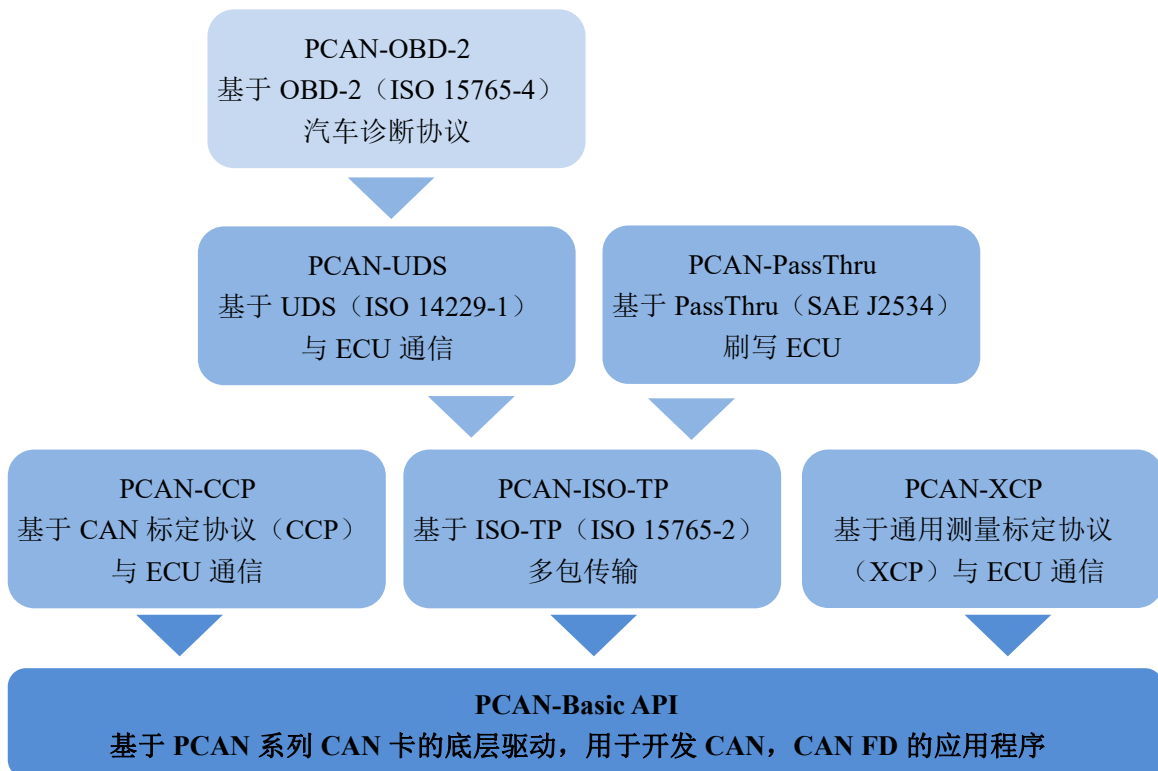 PCAN-OBD-2
基于 OBD-2（ISO 15765-4）
汽车诊断协议
PCAN-UDS
基于 UDS（ISO 14229-1）
与 ECU 通信
PCAN-PassThru
基于 PassThru（SAE J2534）
刷写 ECU
PCAN-CCP
基于 CAN 标定协议（CCP）
与 ECU 通信
PCAN-ISO-TP
基于 ISO-TP（ISO 15765-2）
多包传输
PCAN-XCP
基于通用测量标定协议
（XCP）与 ECU 通信
PCAN-Basic API
基于 PCAN 系列 CAN 卡的底层驱动，用于开发 CAN，CAN FD 的应用程序